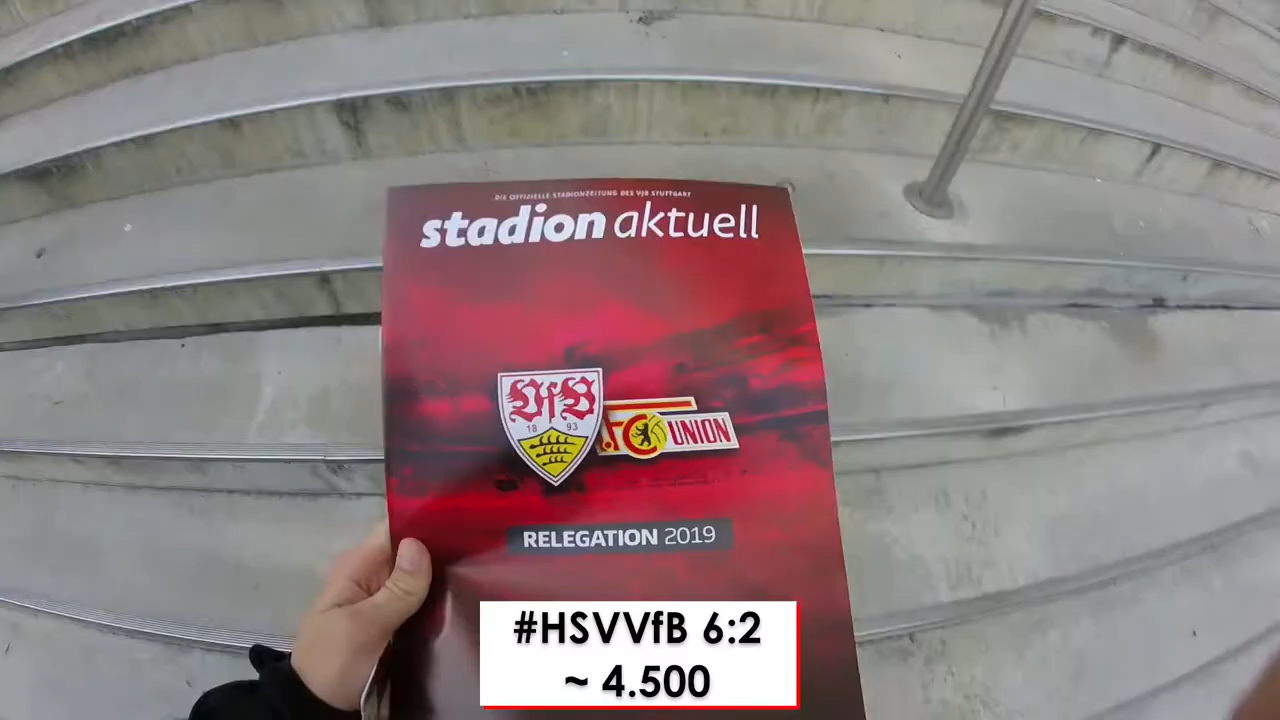 DIE OFFIZIELLE STADIONZEITUNG DES VfB STUTTGART
stadion aktuell
VfB
18 93
FC UNION
RELEGATION 2019
#HSVVfB 6:2
~ 4.500